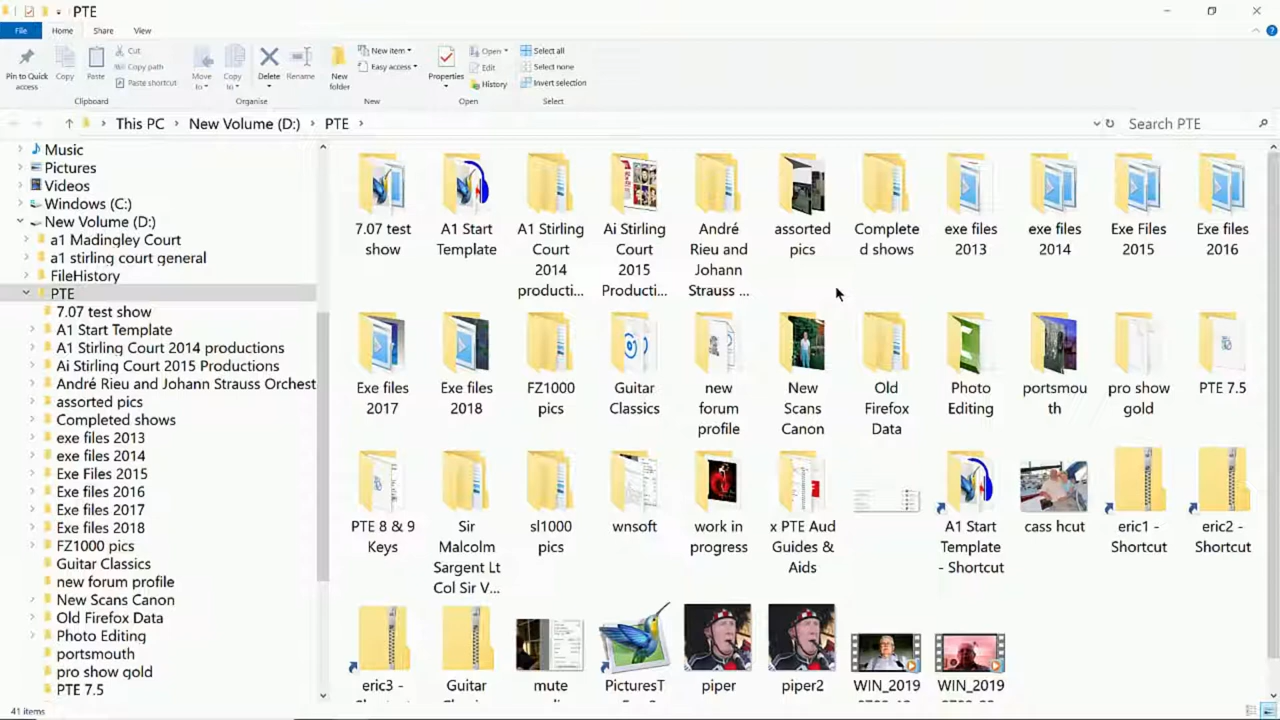 PTE
File Home Share View
Pin to Quick access
Copy
Paste
Cut
Copy path
Paste shortcut
Clipboard
Move to
Copy to
Delete
Rename
Organise
New folder
New item
Easy access
New
Properties
Open
Edit
History
Open
Select all
Select none
Invert selection
Select
This PC > New Volume (D:) > PTE >
Search PTE
Music
Pictures
Videos
Windows (C:)
New Volume (D:)
a1 Madingley Court
a1 stirling court general
FileHistory
PTE
7.07 test show
A1 Start Template
A1 Stirling Court 2014 productions
Ai Stirling Court 2015 Productions
André Rieu and Johann Strauss Orchest
assorted pics
Completed shows
exe files 2013
exe files 2014
Exe Files 2015
Exe files 2016
Exe files 2017
Exe files 2018
FZ1000 pics
Guitar Classics
new forum profile
New Scans Canon
Old Firefox Data
Photo Editing
portsmouth
pro show gold
PTE 7.5
7.07 test
show
A1 Start
Template
A1 Stirling
Court
2014
producti...
Ai Stirling
Court
2015
Producti...
André
Rieu and
Johann
Strauss ...
assorted
pics
Complete
d shows
exe files
2013
exe files
2014
Exe Files
2015
Exe files
2016
Exe files
2017
Exe files
2018
FZ1000
pics
Guitar
Classics
new
forum
profile
New
Scans
Canon
Old
Firefox
Data
Photo
Editing
portsmou
th
pro show
gold
PTE 7.5
PTE 8 & 9
Keys
Sir
Malcolm
Sargent Lt
Col Sir V...
sl1000
pics
wnsoft
work in
progress
x PTE Aud
Guides &
Aids
A1 Start
Template
- Shortcut
cass hcut
eric1 -
Shortcut
eric2 -
Shortcut
eric3 -
Guitar
mute
PicturesT
piper
piper2
WIN_2019
WIN_2019
41 items